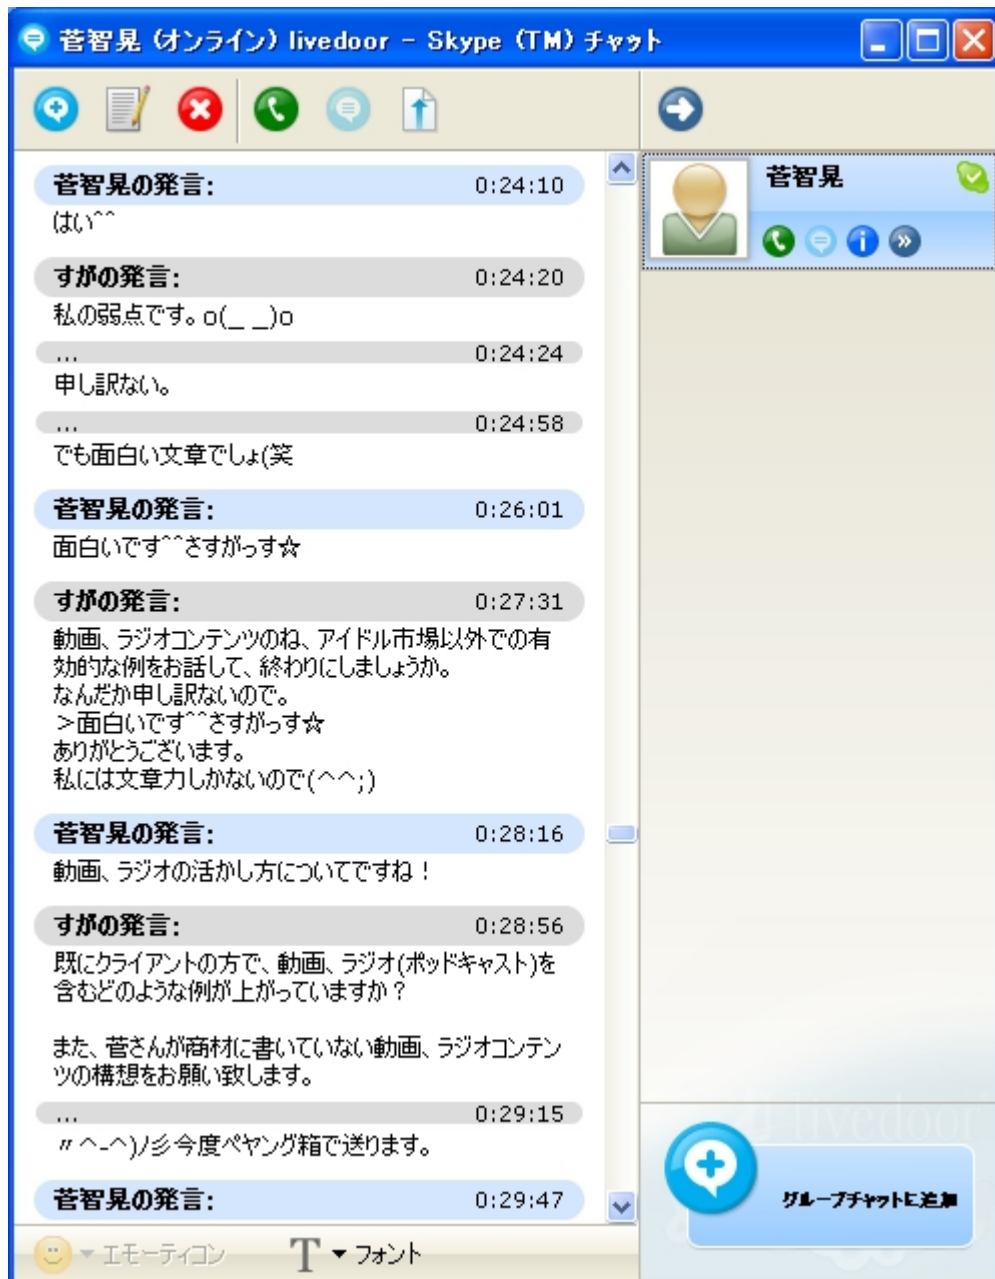 菅智晃 (オンライン) livedoor - Skype (TM) チャット
菅智晃
菅智晃の発言: 0:24:10
はい^^
すがの発言: 0:24:20
私の弱点です。o(_ _)o
... 0:24:24
申し訳ない。
... 0:24:58
でも面白い文章でしょ(笑
菅智晃の発言: 0:26:01
面白いです^^さすがっす☆
すがの発言: 0:27:31
動画、ラジオコンテンツのね、アイドル市場以外での有
効的な例をお話して、終わりにしましょうか。
なんだか申し訳ないので。
＞面白いです^^さすがっす☆
ありがとうございます。
私には文章力しかないので(^^;)
菅智晃の発言: 0:28:16
動画、ラジオの活かし方についてですね！
すがの発言: 0:28:56
既にクライアントの方で、動画、ラジオ(ポッドキャスト)を
含むどのような例が上がっていますか？
また、菅さんが商材に書いていない動画、ラジオコンテン
ツの構想をお願い致します。
... 0:29:15
〃^-^)ﾉ彡今度ペヤング箱で送ります。
菅智晃の発言: 0:29:47
livedoor
グループチャットに追加
エモーティコン
T フォント